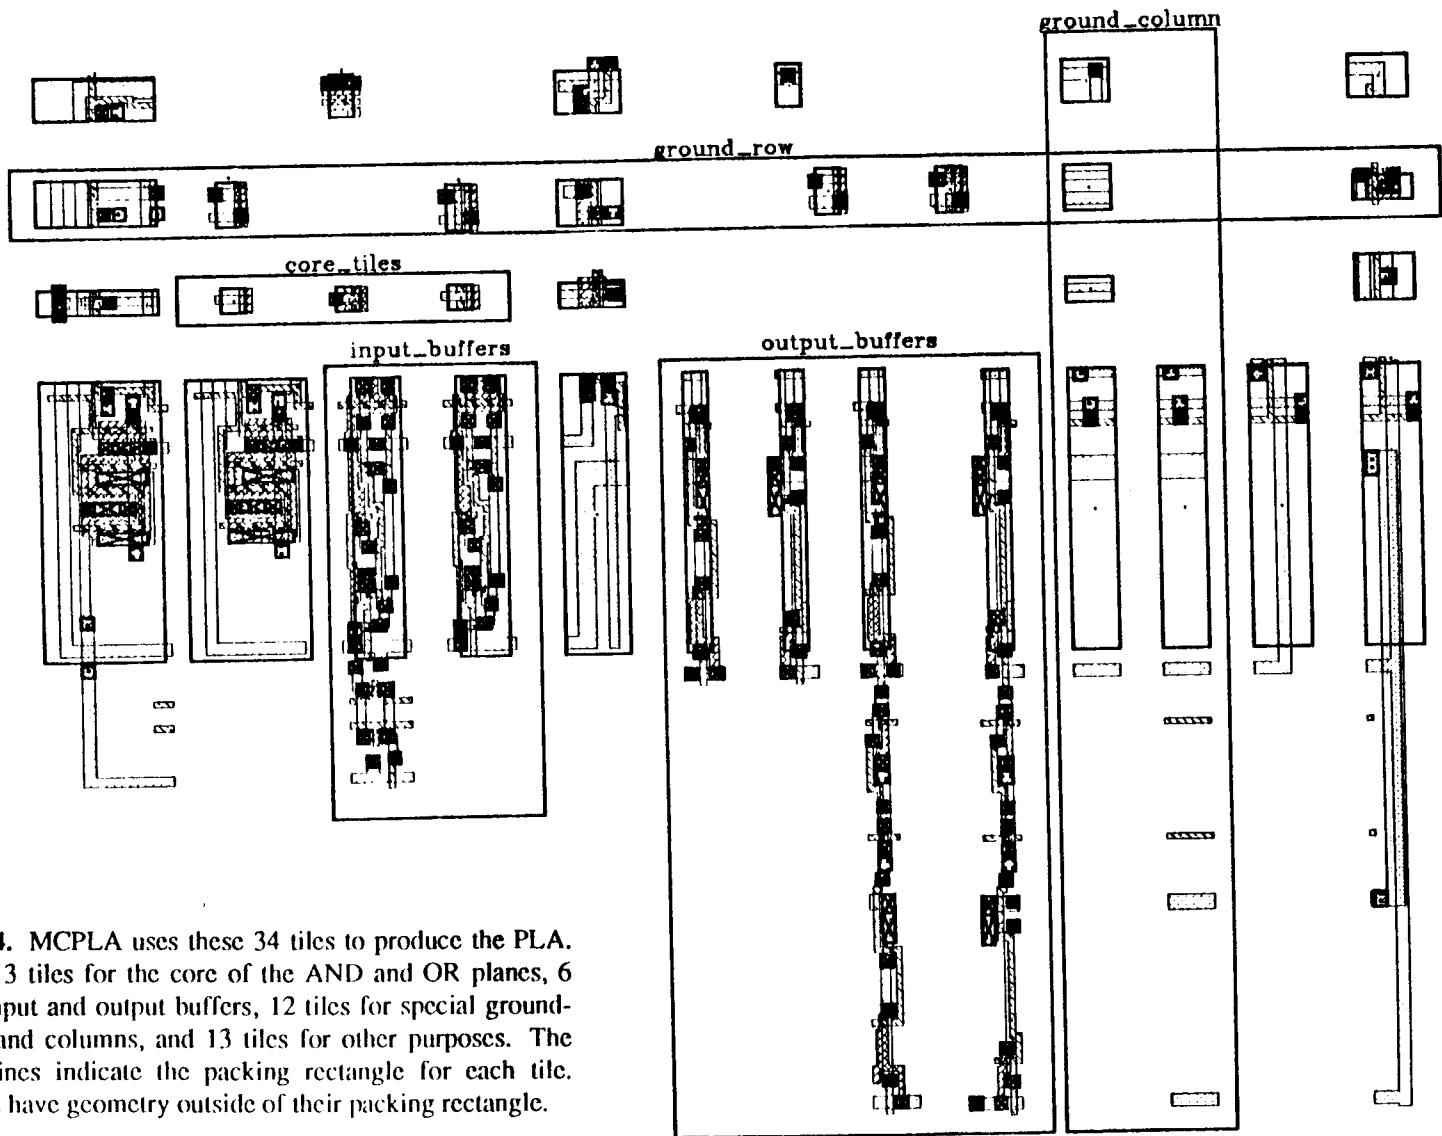 ground_column
ground_row
core_tiles
input_buffers
output_buffers
4. MCPLA uses these 34 tiles to produce the PLA.
3 tiles for the core of the AND and OR planes, 6
input and output buffers, 12 tiles for special ground-
and columns, and 13 tiles for other purposes. The
lines indicate the packing rectangle for each tile.
have geometry outside of their packing rectangle.